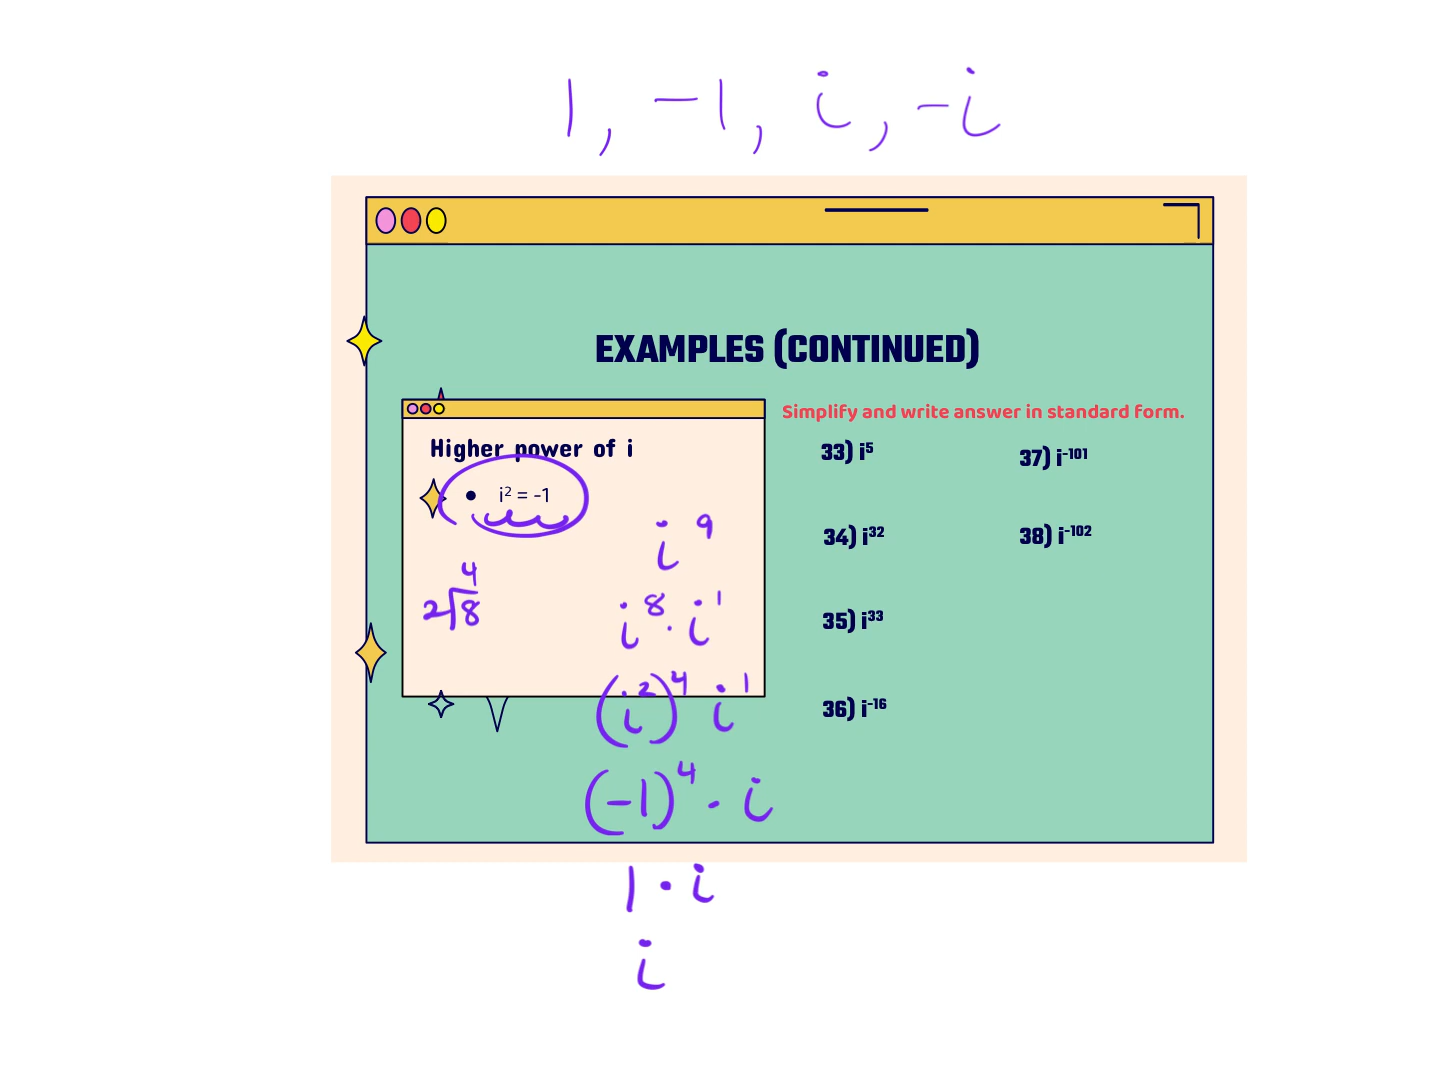 1, -1, i, -i
EXAMPLES (CONTINUED)
Simplify and write answer in standard form.
Higher power of i
• i² = -1
i⁹
2√8 4
i⁸ · i¹
(i²)⁴ i¹
(-1)⁴ · i
1 · i
i
33) i⁵
34) i³²
35) i³³
36) i⁻¹⁶
37) i⁻¹⁰¹
38) i⁻¹⁰²